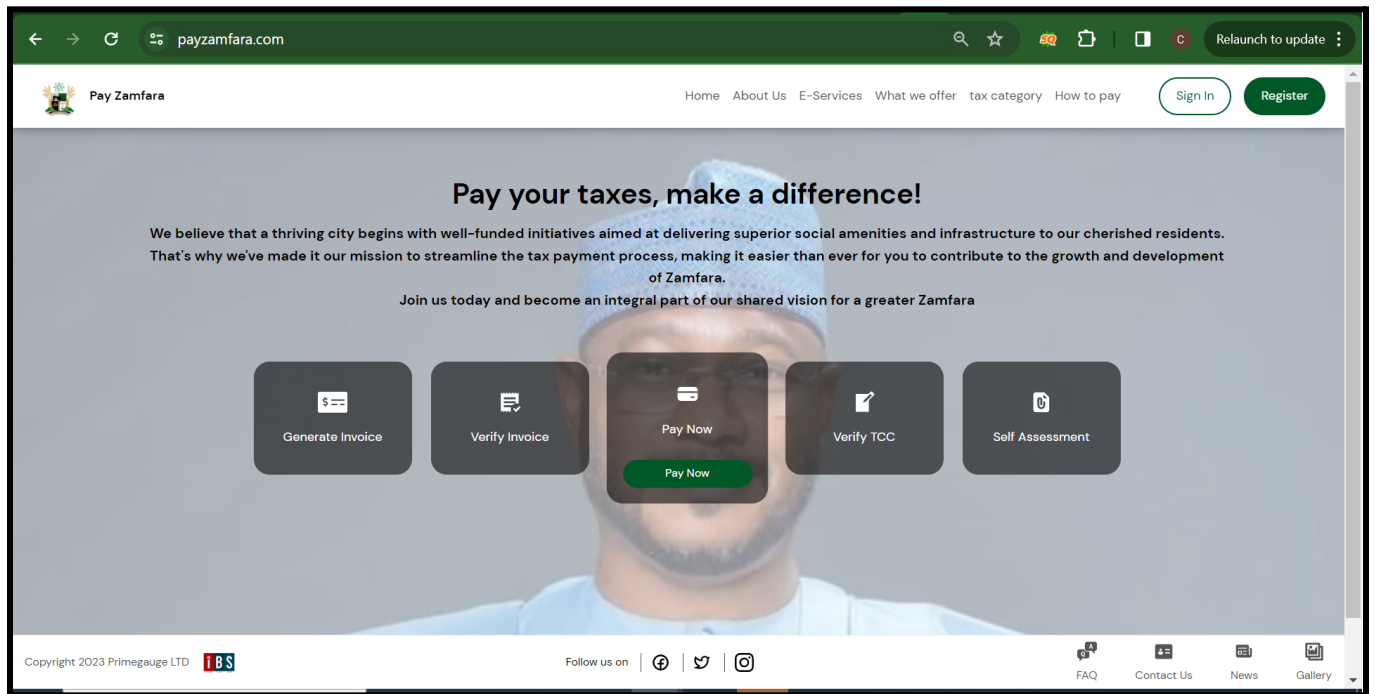 payzamfara.com
SQ
C
Relaunch to update
Pay Zamfara
Home About Us E-Services What we offer tax category How to pay
Sign In
Register
Pay your taxes, make a difference!
We believe that a thriving city begins with well-funded initiatives aimed at delivering superior social amenities and infrastructure to our cherished residents.
That's why we've made it our mission to streamline the tax payment process, making it easier than ever for you to contribute to the growth and development
of Zamfara.
Join us today and become an integral part of our shared vision for a greater Zamfara
Generate Invoice
Verify Invoice
Pay Now
Pay Now
Verify TCC
Self Assessment
Copyright 2023 Primegauge LTD
iBS
Follow us on
FAQ
Contact Us
News
Gallery